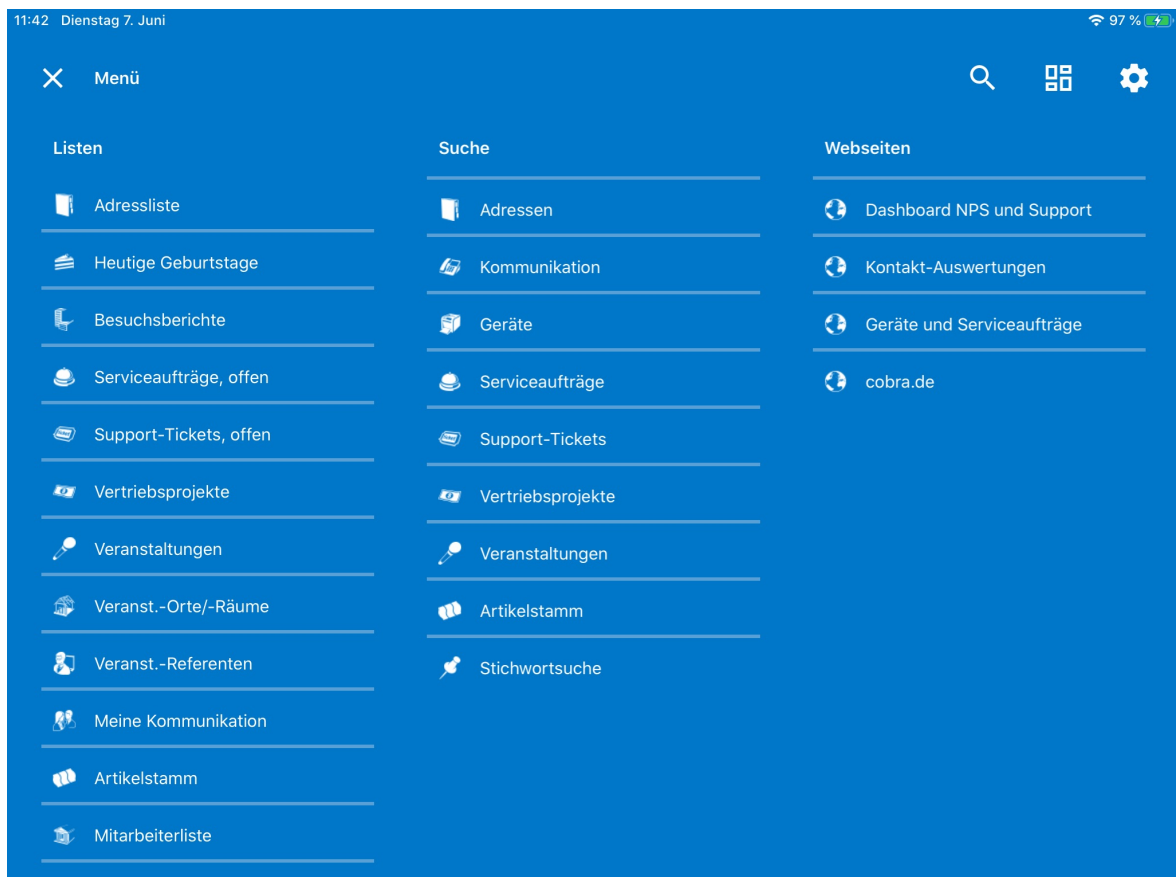 11:42 Dienstag 7. Juni
97 %
Menü
Listen
Adressliste
Heutige Geburtstage
Besuchsberichte
Serviceaufträge, offen
Support-Tickets, offen
Vertriebsprojekte
Veranstaltungen
Veranst.-Orte/-Räume
Veranst.-Referenten
Meine Kommunikation
Artikelstamm
Mitarbeiterliste
Suche
Adressen
Kommunikation
Geräte
Serviceaufträge
Support-Tickets
Vertriebsprojekte
Veranstaltungen
Artikelstamm
Stichwortsuche
Webseiten
Dashboard NPS und Support
Kontakt-Auswertungen
Geräte und Serviceaufträge
cobra.de